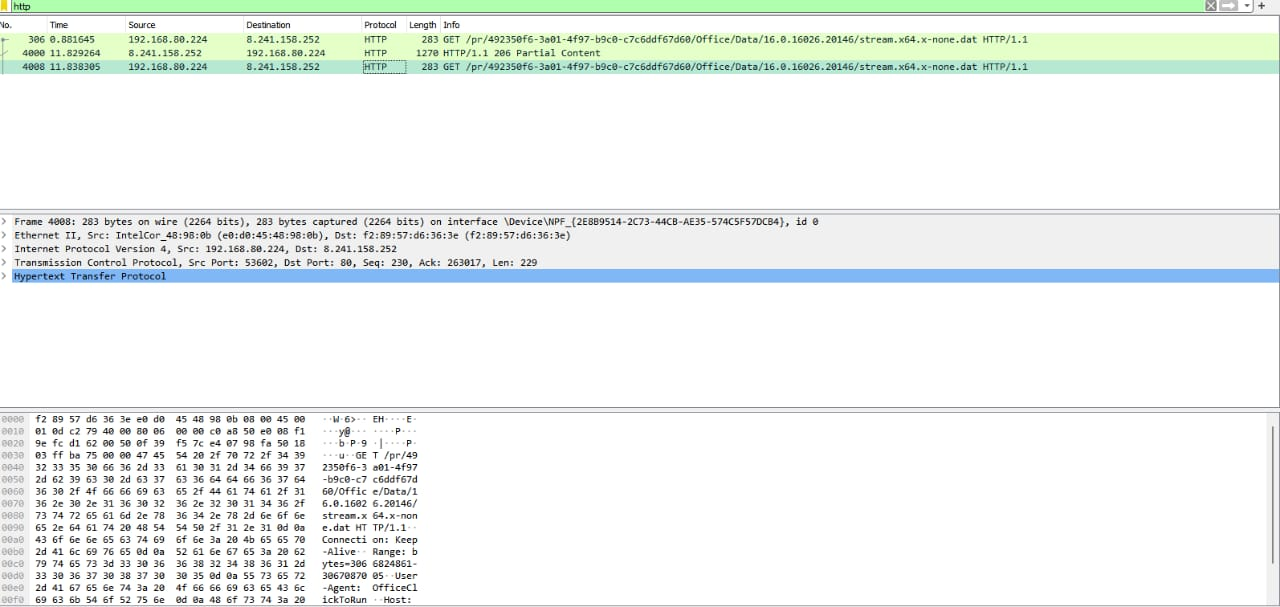 http
No. Time Source Destination Protocol Length Info
306 0.881645 192.168.80.224 8.241.158.252 HTTP 283 GET /pr/492350f6-3a01-4f97-b9c0-c7c6ddf67d60/Office/Data/16.0.16026.20146/stream.x64.x-none.dat HTTP/1.1
4000 11.829264 8.241.158.252 192.168.80.224 HTTP 1270 HTTP/1.1 206 Partial Content
4008 11.838305 192.168.80.224 8.241.158.252 HTTP 283 GET /pr/492350f6-3a01-4f97-b9c0-c7c6ddf67d60/Office/Data/16.0.16026.20146/stream.x64.x-none.dat HTTP/1.1
> Frame 4008: 283 bytes on wire (2264 bits), 283 bytes captured (2264 bits) on interface \Device\NPF_{2E8B9514-2C73-44CB-AE35-574C5F57DCB4}, id 0
> Ethernet II, Src: IntelCor_48:98:0b (e0:d0:45:48:98:0b), Dst: f2:89:57:d6:36:3e (f2:89:57:d6:36:3e)
> Internet Protocol Version 4, Src: 192.168.80.224, Dst: 8.241.158.252
> Transmission Control Protocol, Src Port: 53602, Dst Port: 80, Seq: 230, Ack: 263017, Len: 229
> Hypertext Transfer Protocol
0000 f2 89 57 d6 36 3e e0 d0 45 48 98 0b 08 00 45 00 ··W·6>·· EH····E·
0010 01 0d c2 79 40 00 80 06 00 00 c0 a8 50 e0 08 f1 ···y@··· ····P···
0020 9e fc d1 62 00 50 0f 39 f5 7c e4 07 98 fa 50 18 ···b·P·9 ·|····P·
0030 03 ff ba 75 00 00 47 45 54 20 2f 70 72 2f 34 39 ···u··GE T /pr/49
0040 32 33 35 30 66 36 2d 33 61 30 31 2d 34 66 39 37 2350f6-3 a01-4f97
0050 2d 62 39 63 30 2d 63 37 63 36 64 64 66 36 37 64 -b9c0-c7 c6ddf67d
0060 36 30 2f 4f 66 66 69 63 65 2f 44 61 74 61 2f 31 60/Offic e/Data/1
0070 36 2e 30 2e 31 36 30 32 36 2e 32 30 31 34 36 2f 6.0.1602 6.20146/
0080 73 74 72 65 61 6d 2e 78 36 34 2e 78 2d 6e 6f 6e stream.x 64.x-non
0090 65 2e 64 61 74 20 48 54 54 50 2f 31 2e 31 0d 0a e.dat HT TP/1.1··
00a0 43 6f 6e 6e 65 63 74 69 6f 6e 3a 20 4b 65 65 70 Connecti on: Keep
00b0 2d 41 6c 69 76 65 0d 0a 52 61 6e 67 65 3a 20 62 -Alive·· Range: b
00c0 79 74 65 73 3d 33 30 36 36 38 32 34 38 36 31 2d ytes=306 6824861-
00d0 33 30 36 37 30 38 37 30 30 35 0d 0a 55 73 65 72 30670870 05··User
00e0 2d 41 67 65 6e 74 3a 20 4f 66 66 69 63 65 43 6c -Agent: OfficeCl
00f0 69 63 6b 54 6f 52 75 6e 0d 0a 48 6f 73 74 3a 20 ickToRun ··Host: